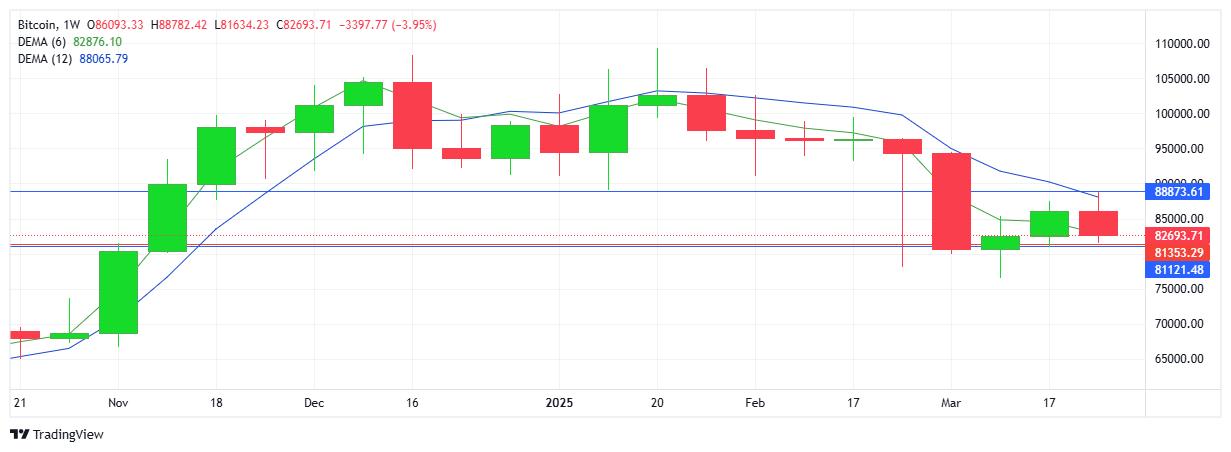 Bitcoin, 1W O86093.33 H88782.42 L81634.23 C82693.71 −3397.77 (−3.95%)
DEMA (6) 82876.10
DEMA (12) 88065.79
110000.00
105000.00
100000.00
95000.00
90000.00
88873.61
85000.00
82693.71
81353.29
81121.48
75000.00
70000.00
65000.00
21 Nov 18 Dec 16 2025 20 Feb 17 Mar 17
TradingView